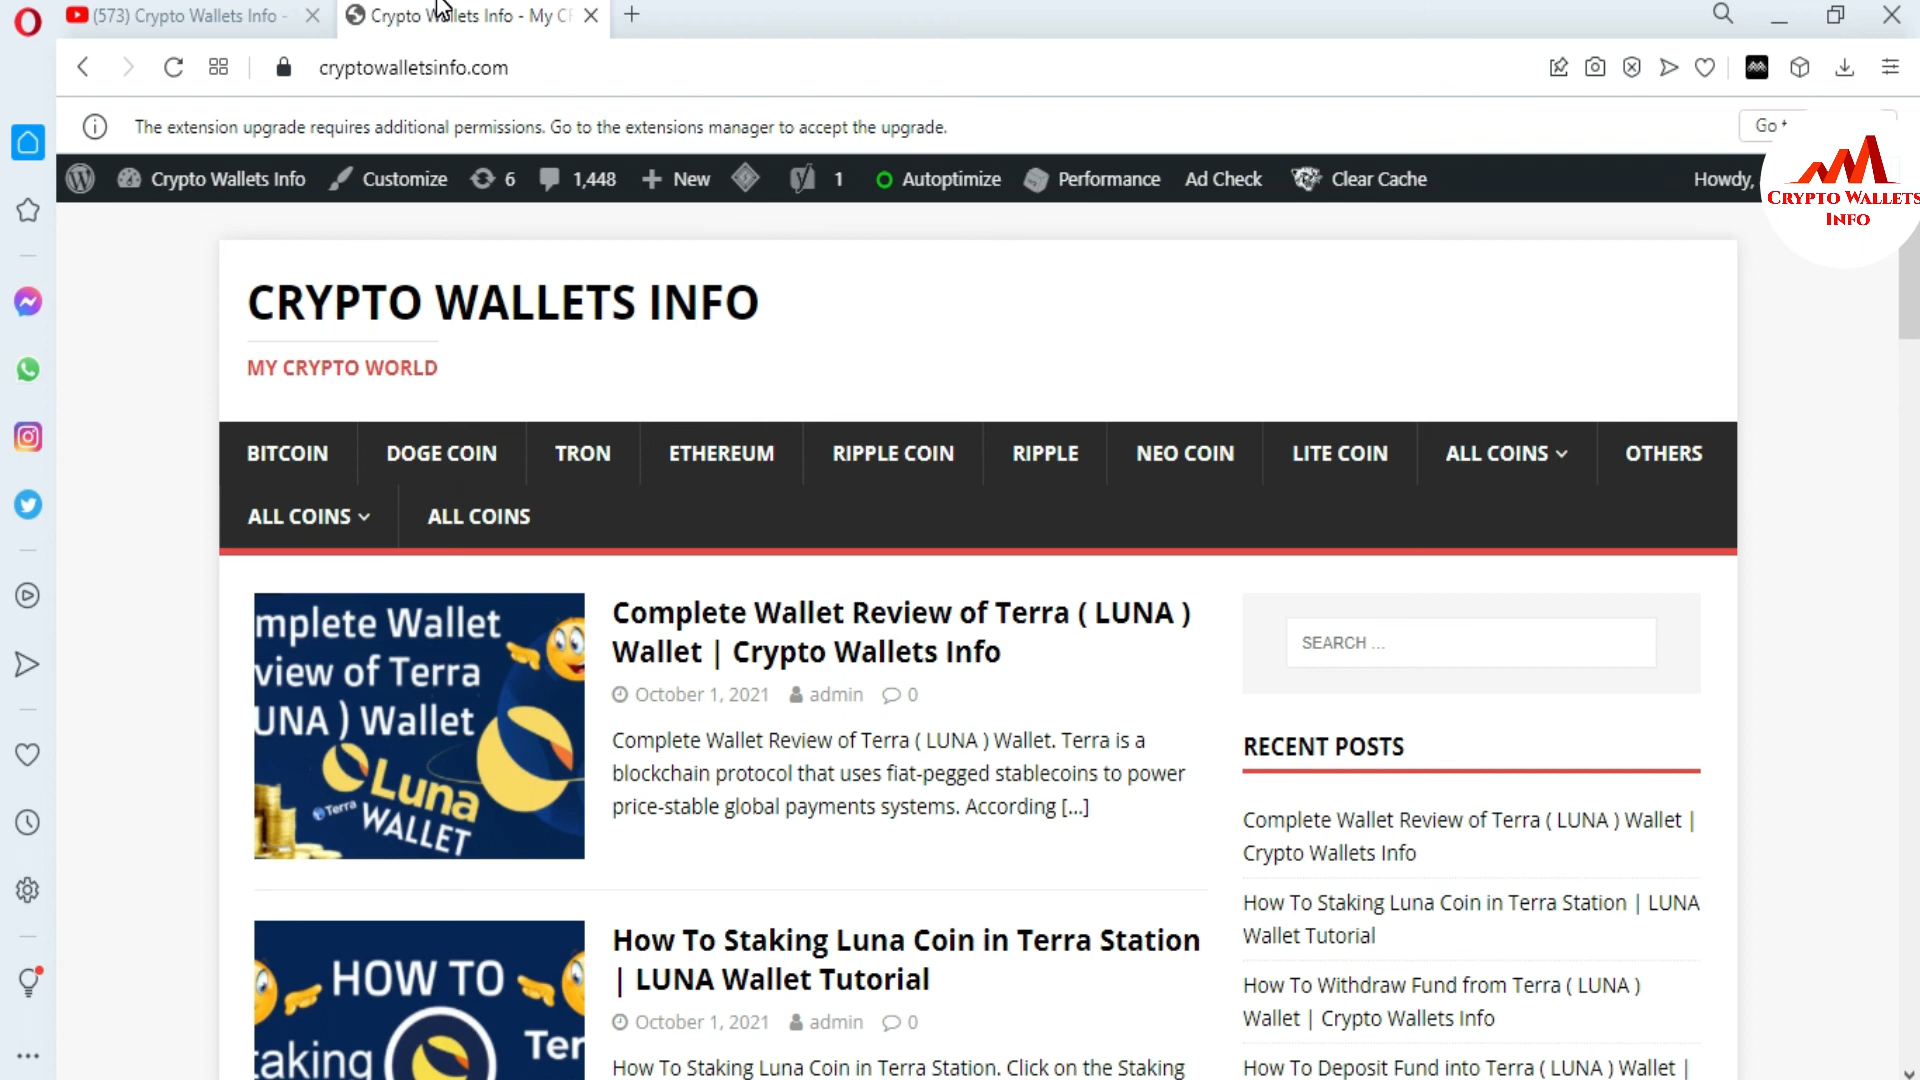 (573) Crypto Wallets Info -
Crypto Wallets Info - My C
cryptowalletsinfo.com
The extension upgrade requires additional permissions. Go to the extensions manager to accept the upgrade.
Go
Crypto Wallets Info
Customize
6
1,448
New
1
Autoptimize
Performance
Ad Check
Clear Cache
Howdy,
CRYPTO WALLETS
INFO
CRYPTO WALLETS INFO
MY CRYPTO WORLD
BITCOIN
DOGE COIN
TRON
ETHEREUM
RIPPLE COIN
RIPPLE
NEO COIN
LITE COIN
ALL COINS
OTHERS
ALL COINS
ALL COINS
mplete Wallet
view of Terra
UNA ) Wallet
Luna
Terra
WALLET
Complete Wallet Review of Terra ( LUNA )
Wallet | Crypto Wallets Info
October 1, 2021 admin 0
Complete Wallet Review of Terra ( LUNA ) Wallet. Terra is a
blockchain protocol that uses fiat-pegged stablecoins to power
price-stable global payments systems. According [...]
SEARCH ...
RECENT POSTS
Complete Wallet Review of Terra ( LUNA ) Wallet |
Crypto Wallets Info
How To Staking Luna Coin in Terra Station | LUNA
Wallet Tutorial
How To Withdraw Fund from Terra ( LUNA )
Wallet | Crypto Wallets Info
How To Deposit Fund into Terra ( LUNA ) Wallet |
HOW TO
taking
Ter
How To Staking Luna Coin in Terra Station
| LUNA Wallet Tutorial
October 1, 2021 admin 0
How To Staking Luna Coin in Terra Station. Click on the Staking